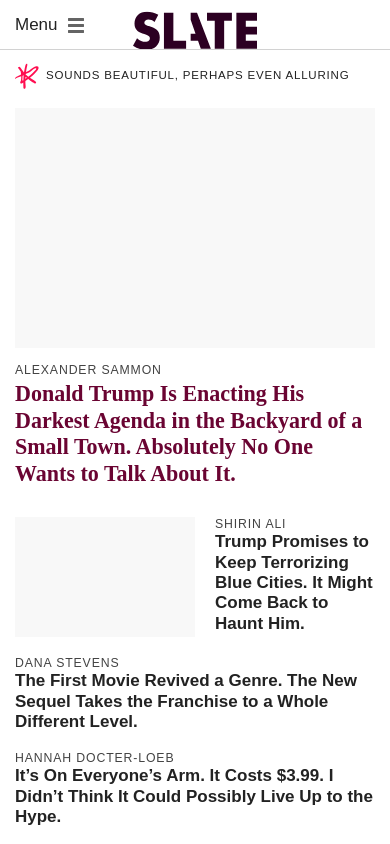 Menu
SLATE
SOUNDS BEAUTIFUL, PERHAPS EVEN ALLURING
ALEXANDER SAMMON
Donald Trump Is Enacting His
Darkest Agenda in the Backyard of a
Small Town. Absolutely No One
Wants to Talk About It.
SHIRIN ALI
Trump Promises to
Keep Terrorizing
Blue Cities. It Might
Come Back to
Haunt Him.
DANA STEVENS
The First Movie Revived a Genre. The New
Sequel Takes the Franchise to a Whole
Different Level.
HANNAH DOCTER-LOEB
It’s On Everyone’s Arm. It Costs $3.99. I
Didn’t Think It Could Possibly Live Up to the
Hype.